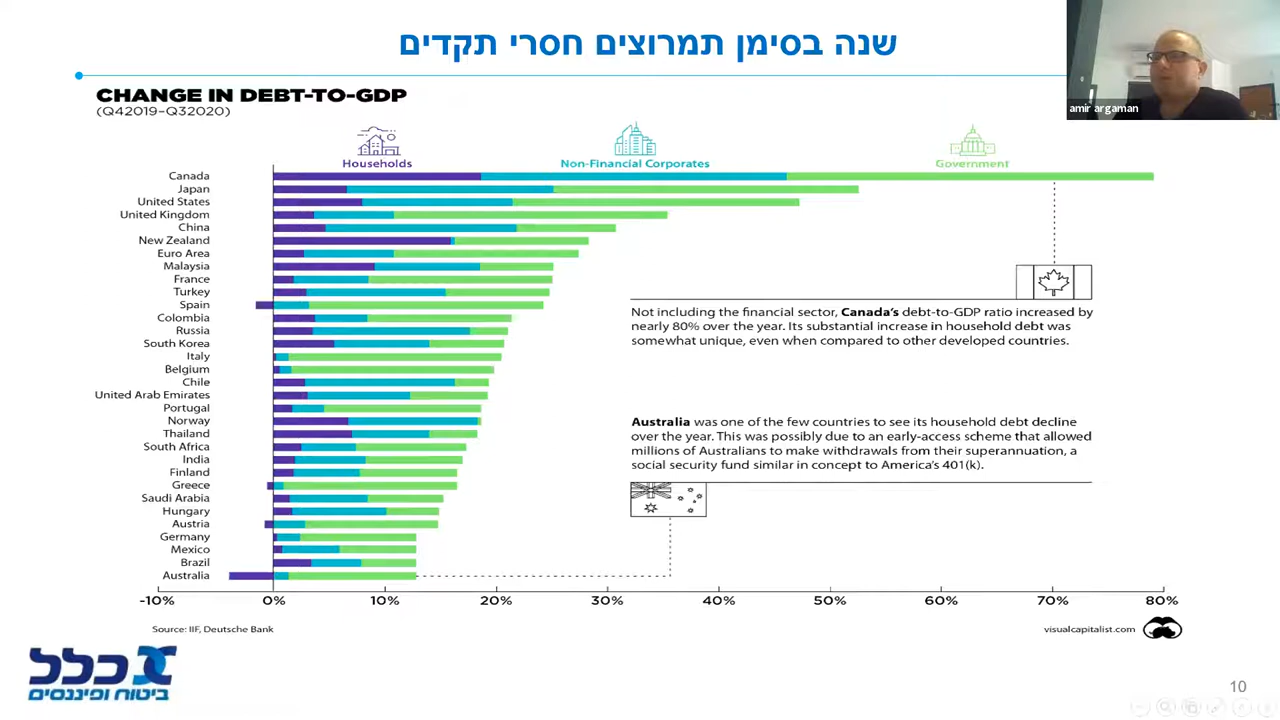 שנה בסימן תמרוצים חסרי תקדים
amir argaman
CHANGE IN DEBT-TO-GDP
(Q42019–Q32020)
Households
Non-Financial Corporates
Government
Canada
Japan
United States
United Kingdom
China
New Zealand
Euro Area
Malaysia
France
Turkey
Spain
Colombia
Russia
South Korea
Italy
Belgium
Chile
United Arab Emirates
Portugal
Norway
Thailand
South Africa
India
Finland
Greece
Saudi Arabia
Hungary
Austria
Germany
Mexico
Brazil
Australia
Not including the financial sector, Canada's debt-to-GDP ratio increased by
nearly 80% over the year. Its substantial increase in household debt was
somewhat unique, even when compared to other developed countries.
Australia was one of the few countries to see its household debt decline
over the year. This was possibly due to an early-access scheme that allowed
millions of Australians to make withdrawals from their superannuation, a
social security fund similar in concept to America's 401(k).
-10% 0% 10% 20% 30% 40% 50% 60% 70% 80%
Source: IIF, Deutsche Bank
visualcapitalist.com
כלל
ביטוח ופיננסים
10